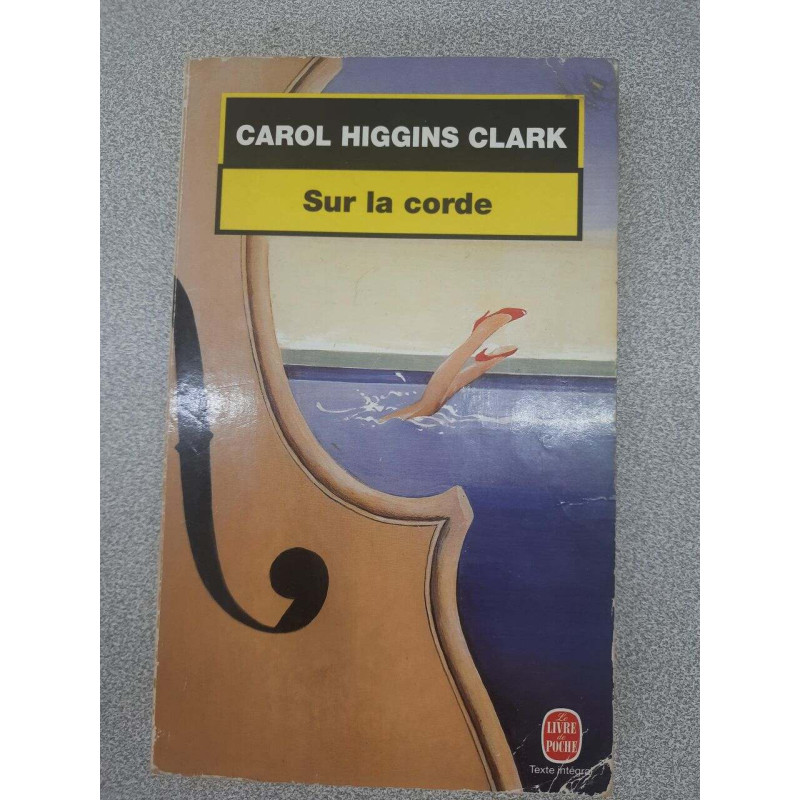 CAROL HIGGINS CLARK
Sur la corde
Le
LIVRE
de
POCHE
Texte intégral